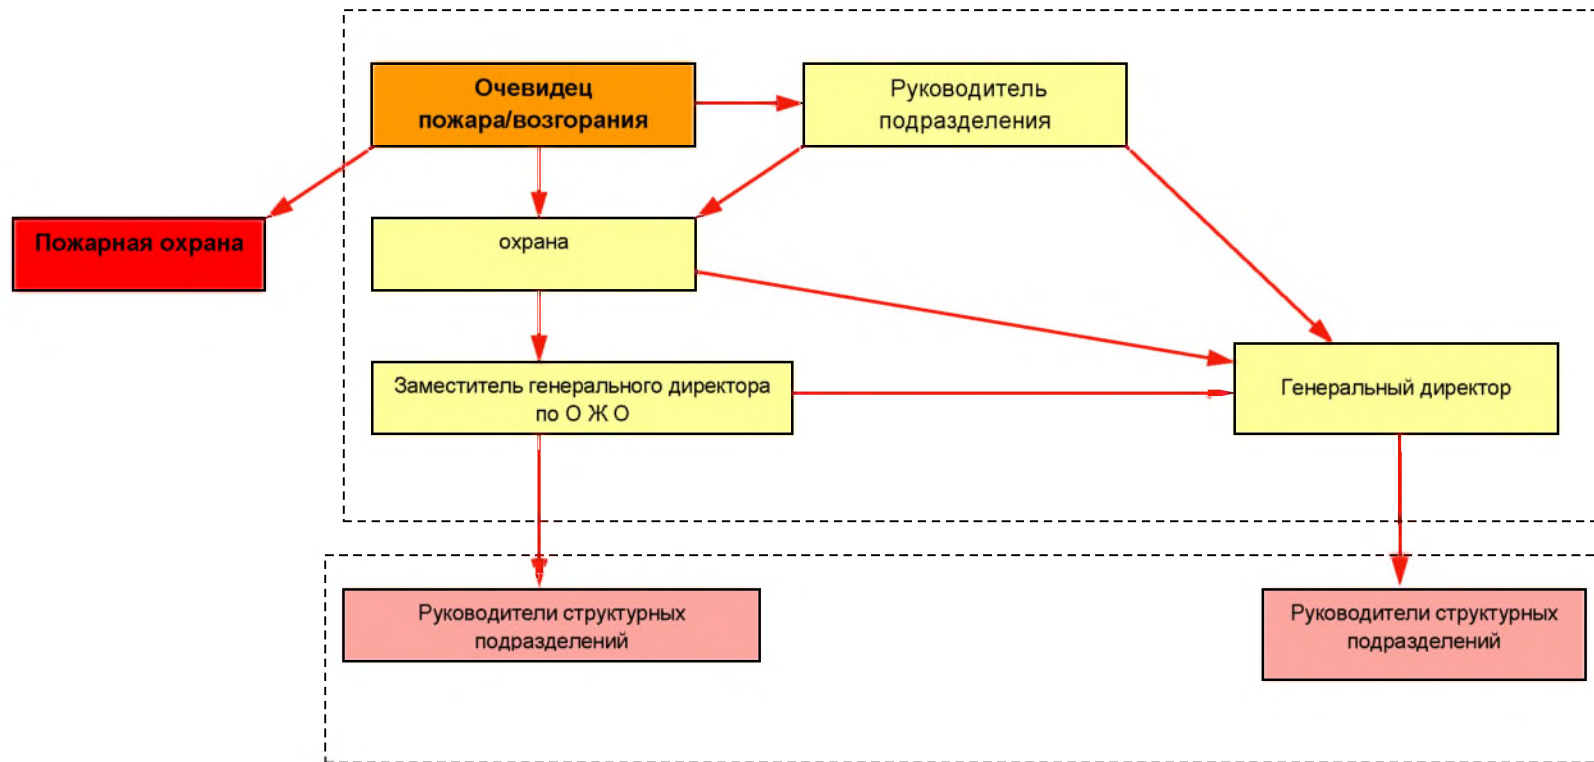 Очевидец
пожара/возгорания
Руководитель
подразделения
Пожарная охрана
охрана
Заместитель генерального директора
по О Ж О
Генеральный директор
Руководители структурных
подразделений
Руководители структурных
подразделений